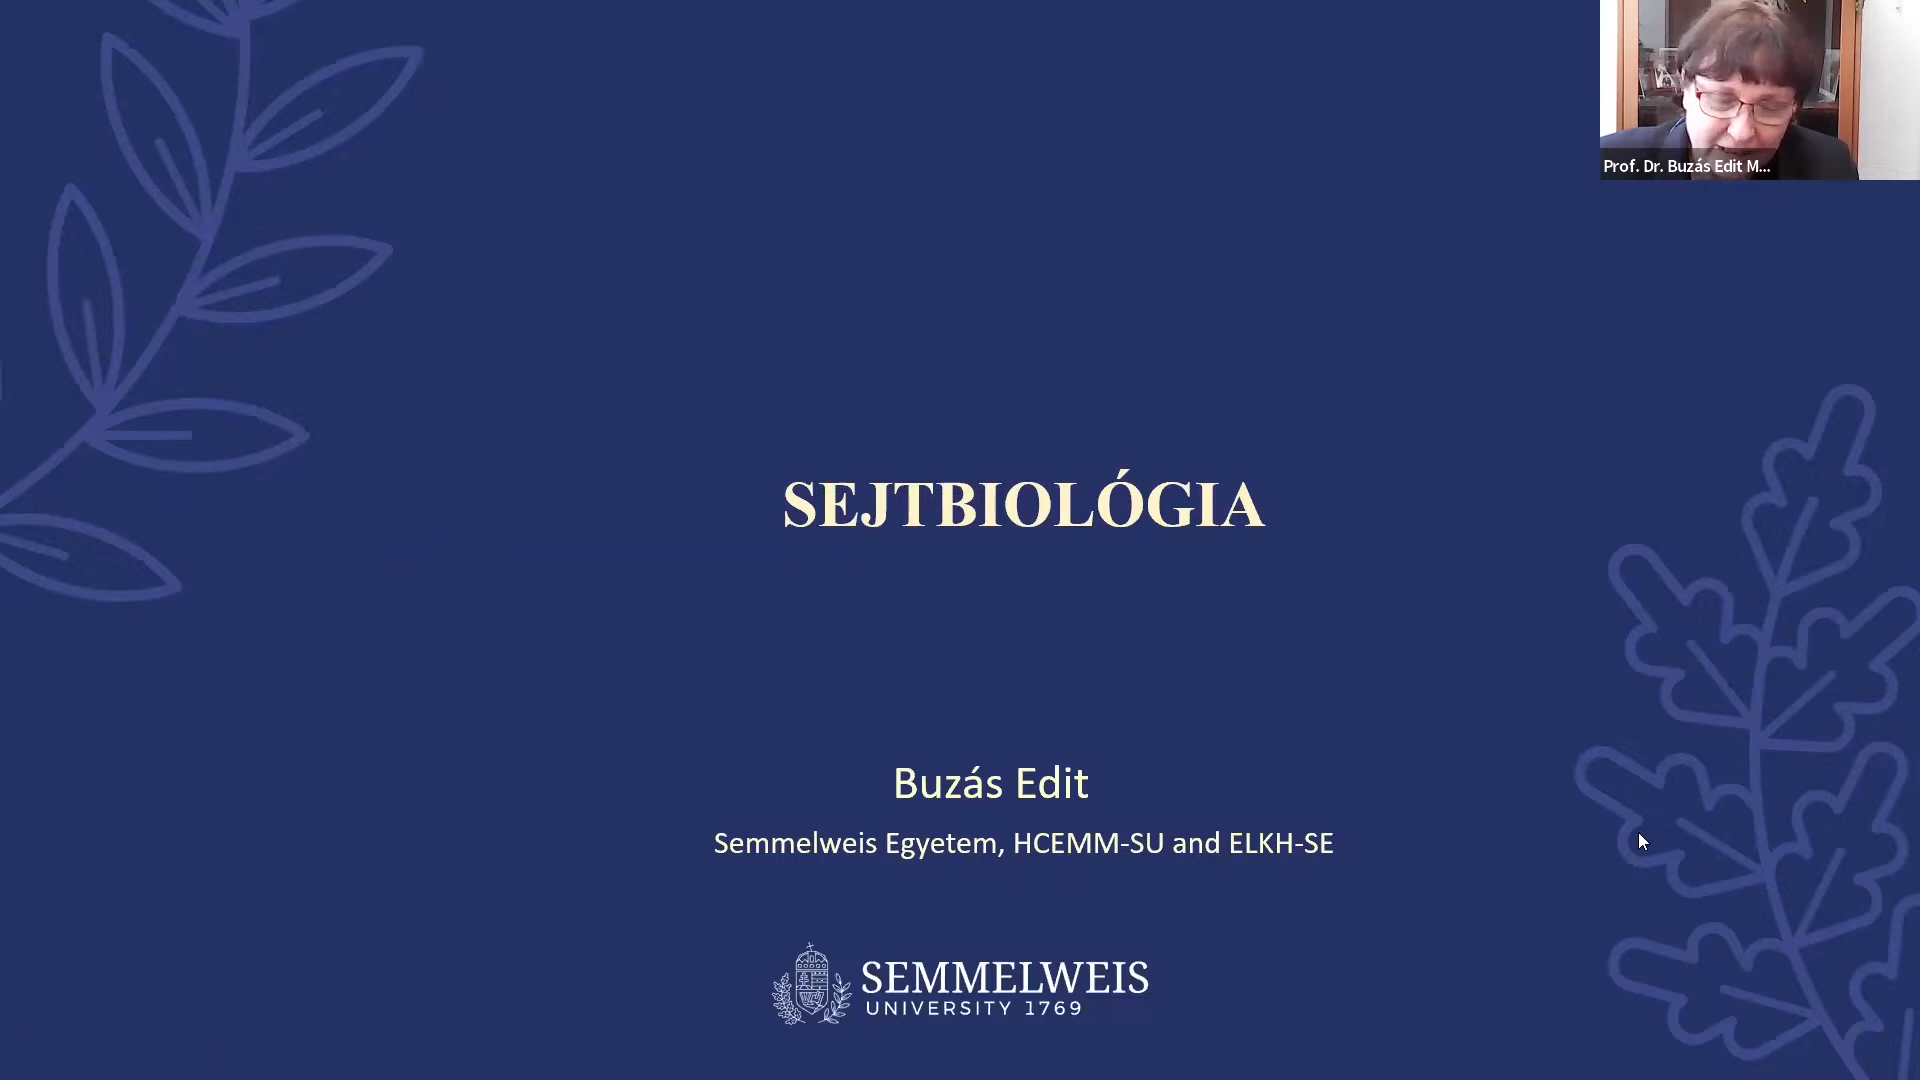 Prof. Dr. Buzás Edit M...
SEJTBIOLÓGIA
Buzás Edit
Semmelweis Egyetem, HCEMM-SU and ELKH-SE
SEMMELWEIS
UNIVERSITY 1769